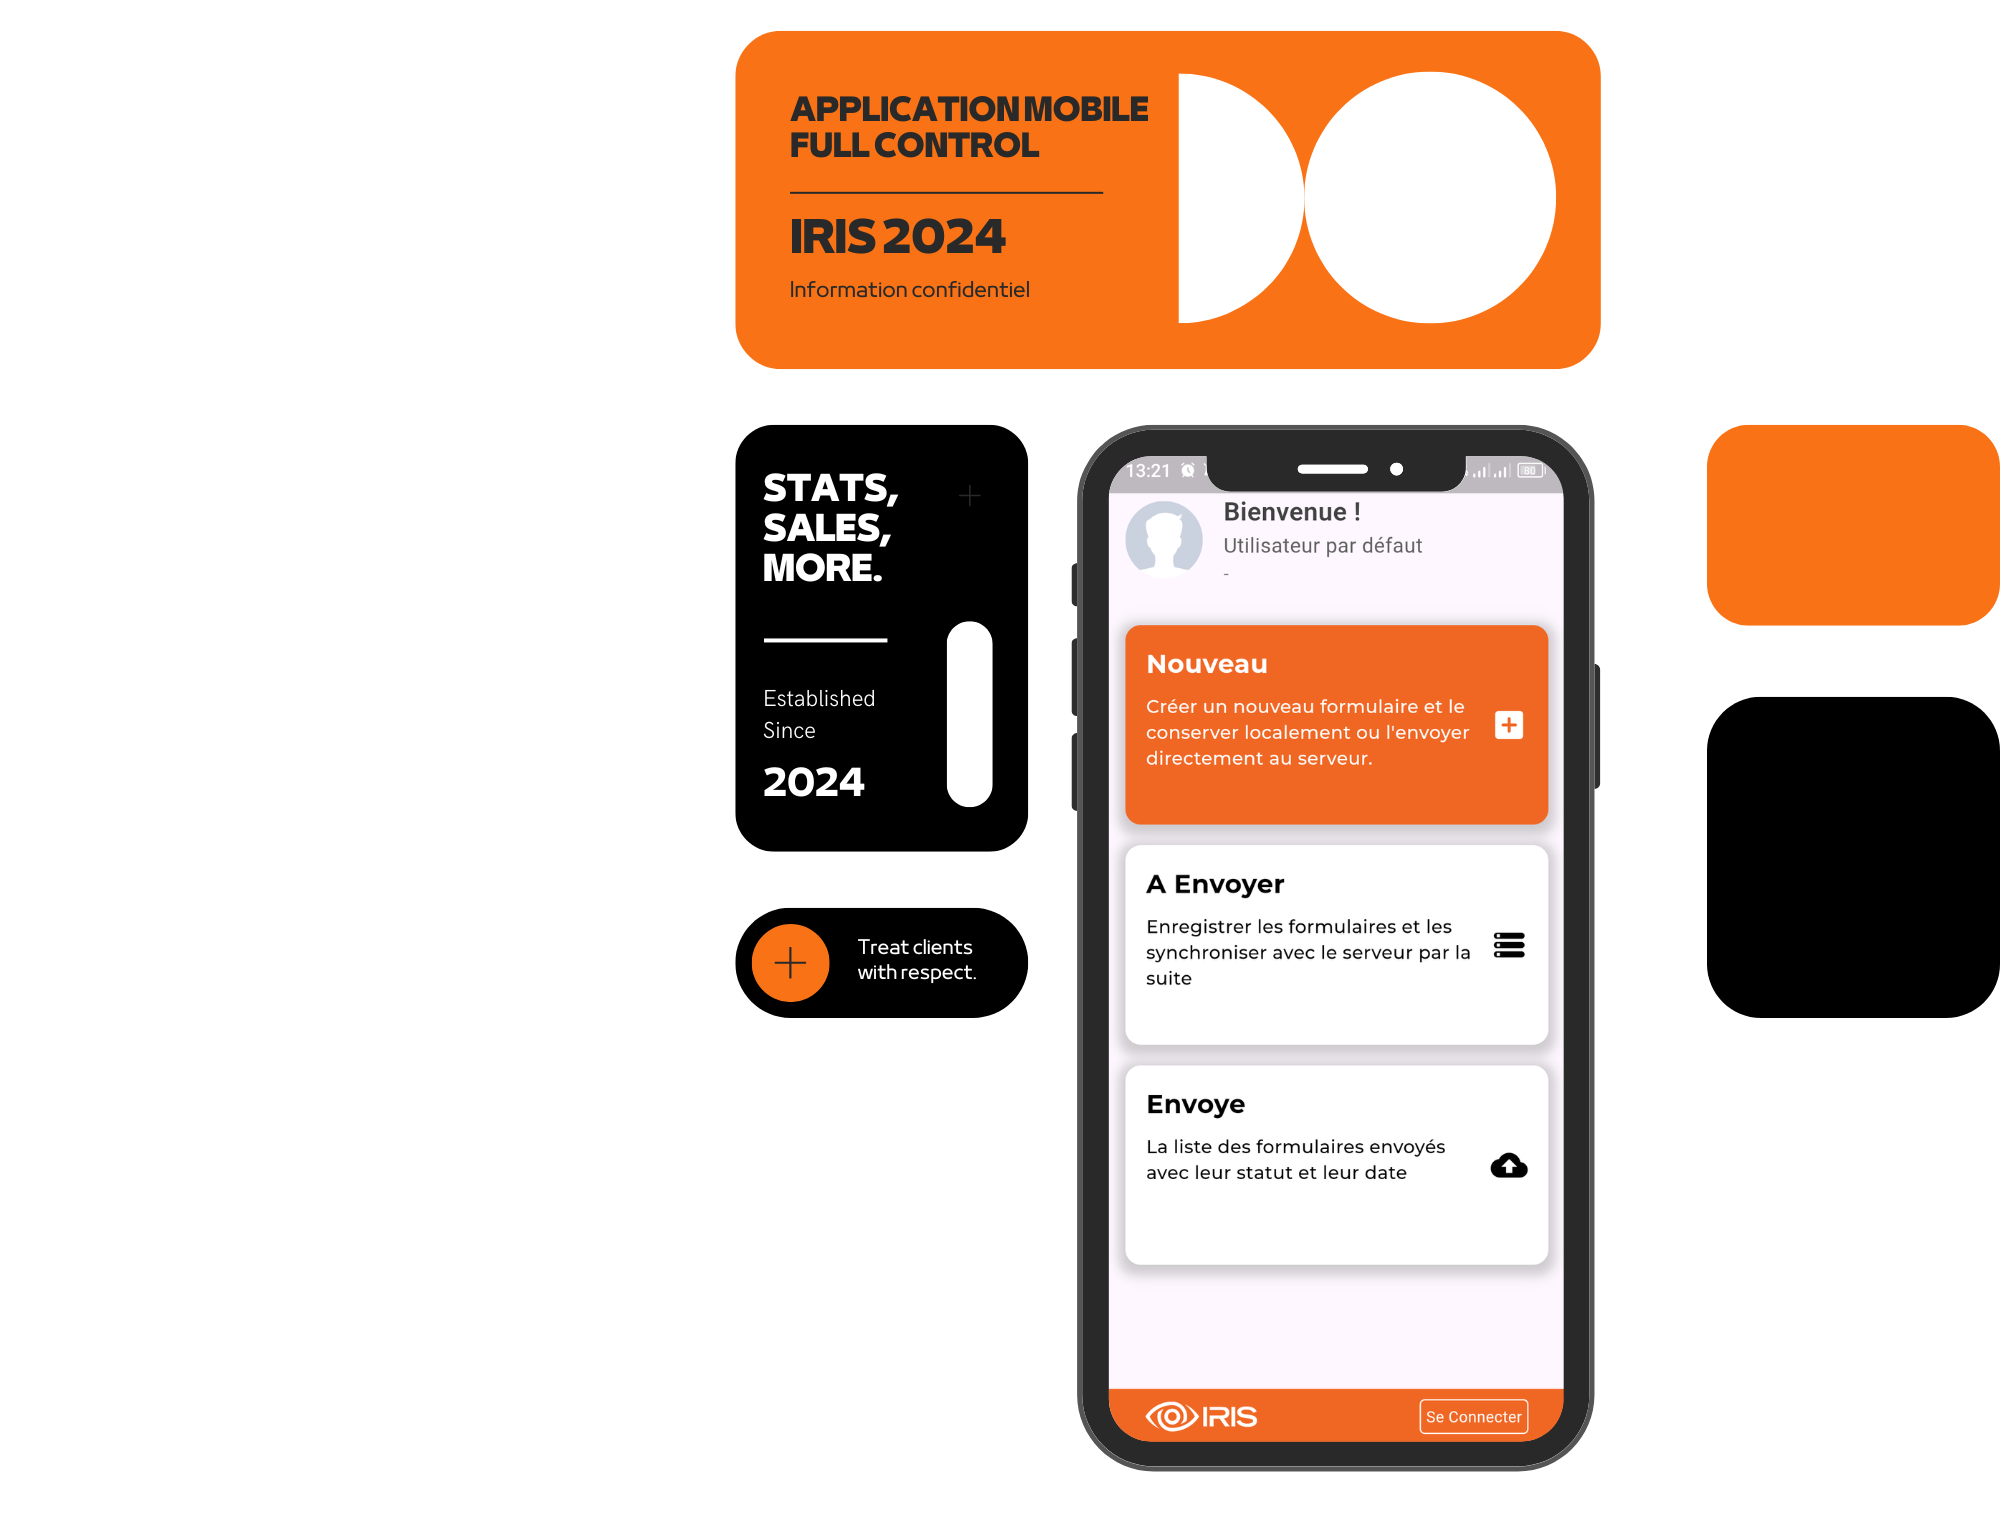 APPLICATION MOBILE
FULL CONTROL
IRIS 2024
Information confidentiel
STATS,
SALES,
MORE.
Established
Since
2024
Treat clients
with respect.
13:21
80
Bienvenue !
Utilisateur par défaut
-
Nouveau
Créer un nouveau formulaire et le
conserver localement ou l'envoyer
directement au serveur.
A Envoyer
Enregistrer les formulaires et les
synchroniser avec le serveur par la
suite
Envoye
La liste des formulaires envoyés
avec leur statut et leur date
IRIS
Se Connecter